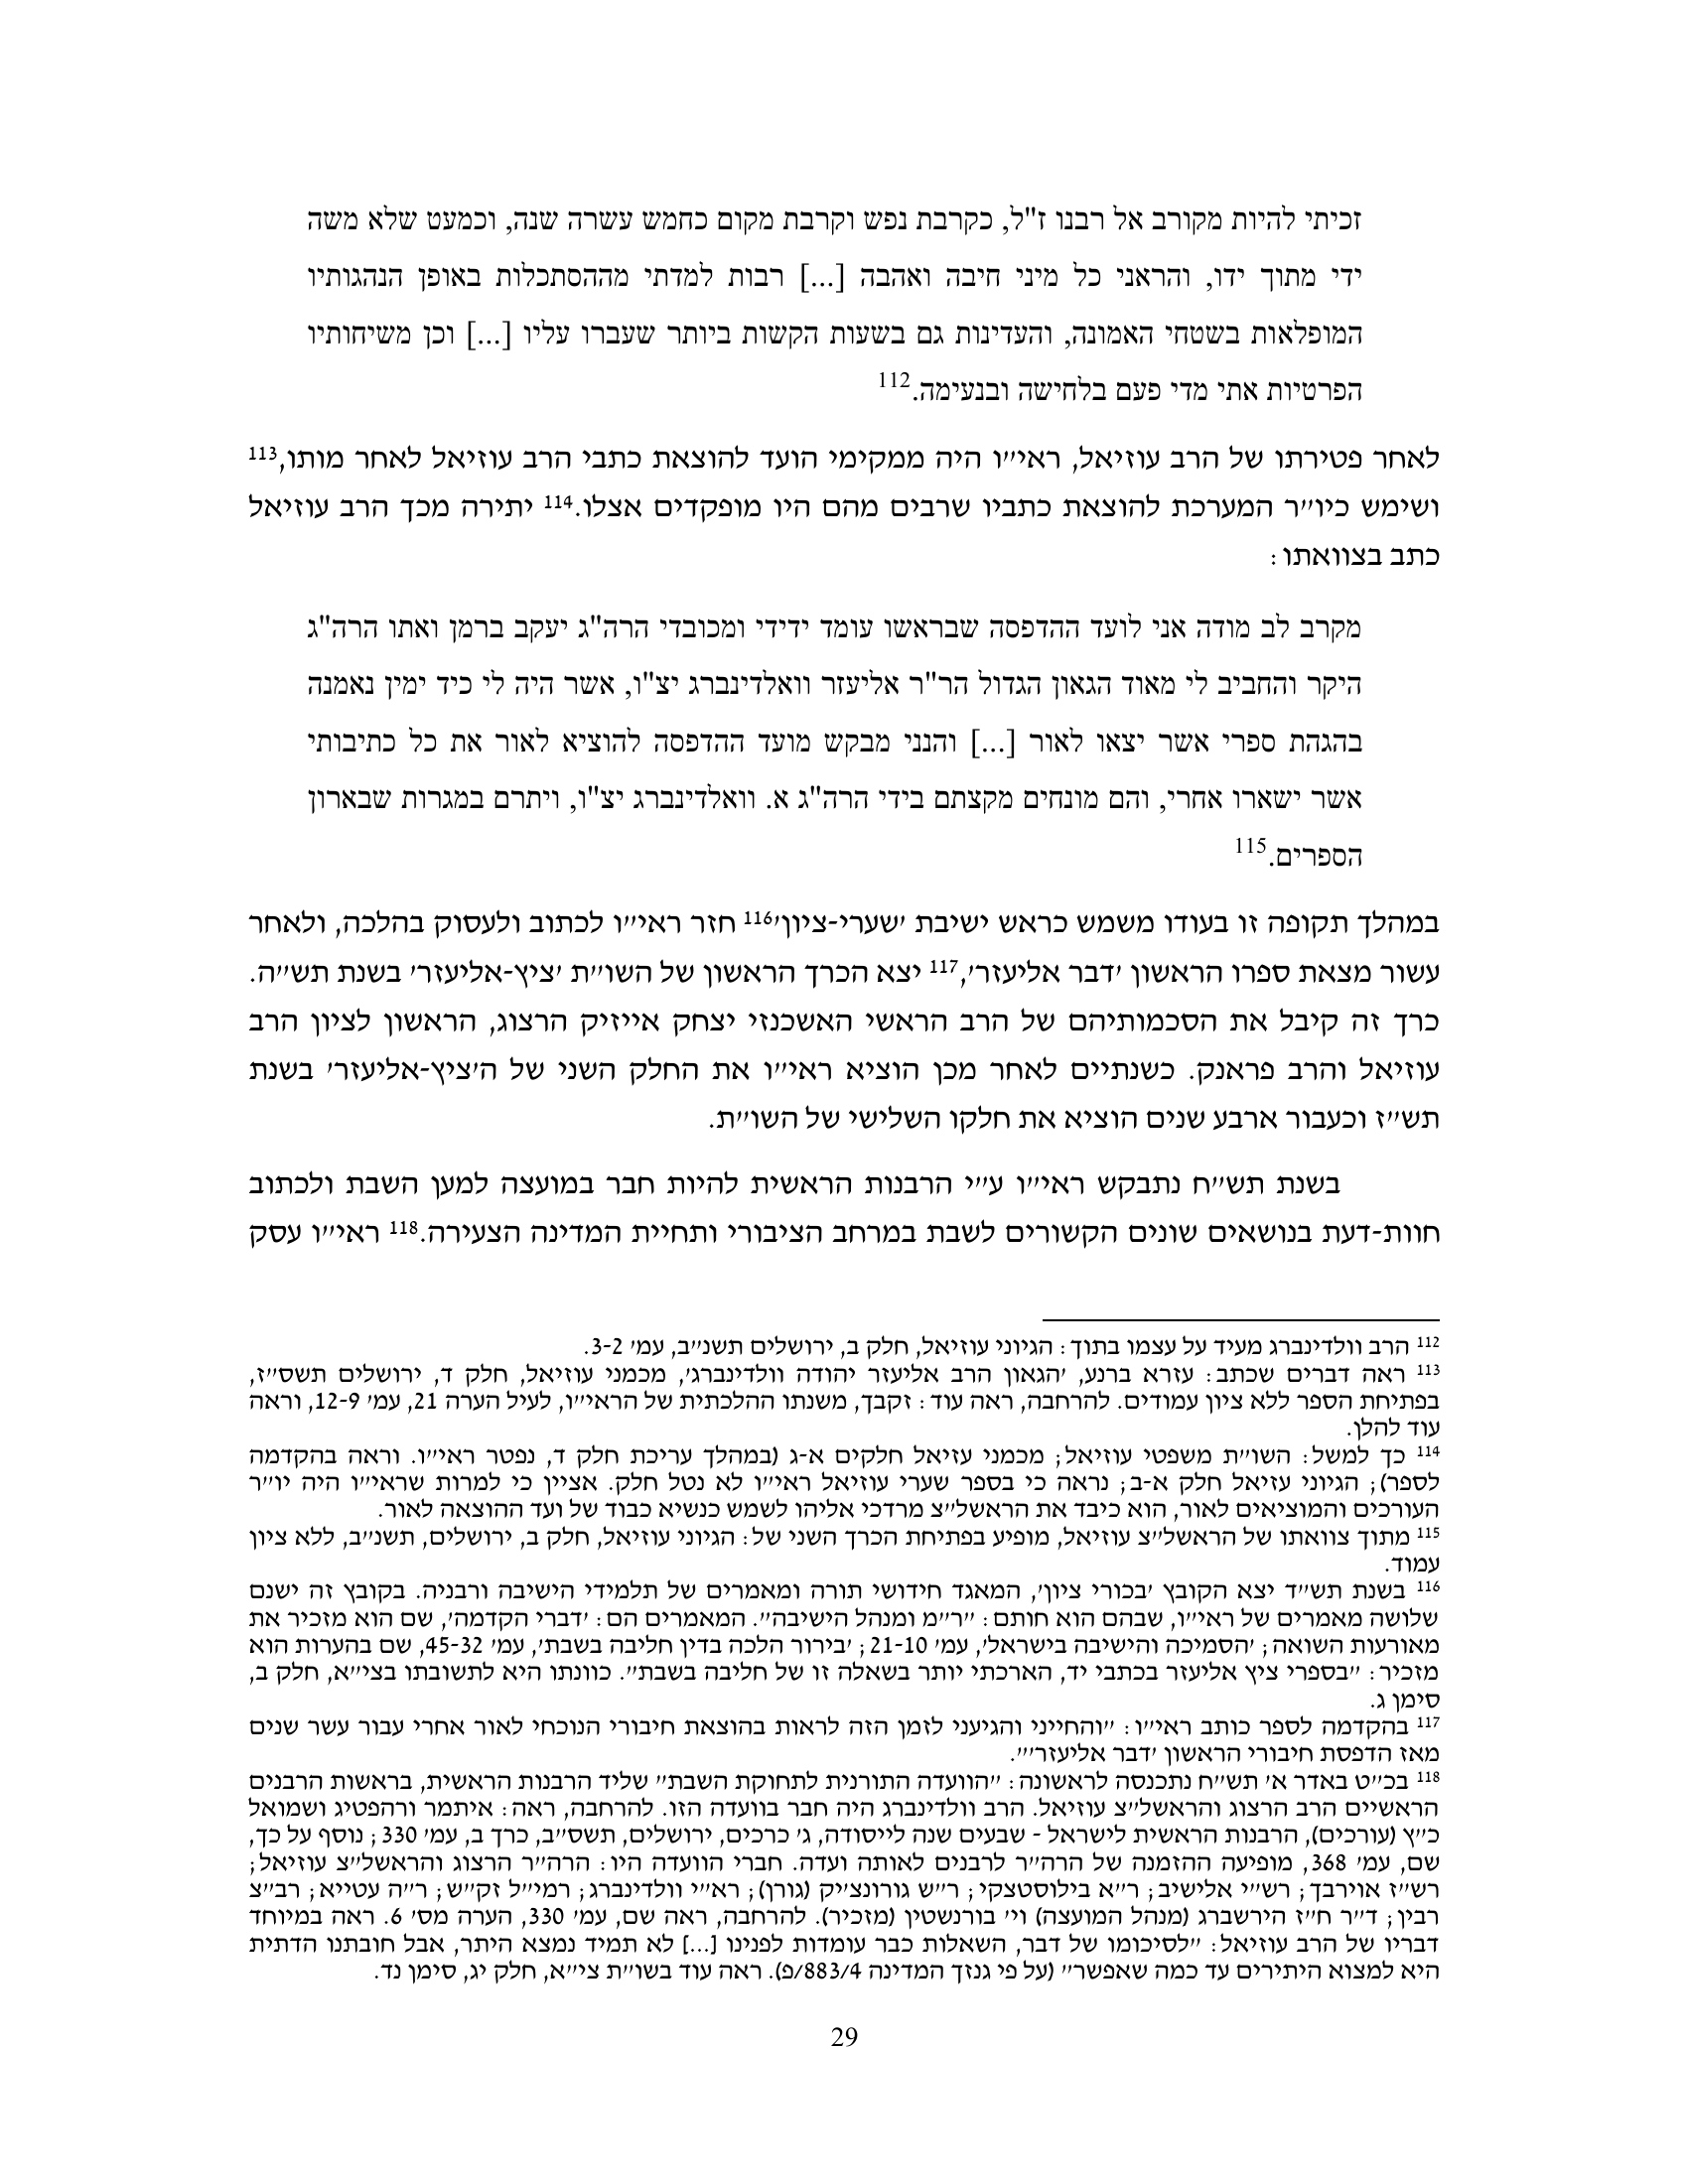 זכיתי להיות מקורב אל רבנו ז"ל, כקרבת נפש וקרבת מקום כחמש עשרה שנה, וכמעט שלא משה
ידי מתוך ידו, והראני כל מיני חיבה ואהבה [...] רבות למדתי מההסתכלות באופן הנהגותיו
המופלאות בשטחי האמונה, והעדינות גם בשעות הקשות ביותר שעברו עליו [...] וכן משיחותיו
הפרטיות אתי מדי פעם בלחישה ובנעימה.112
לאחר פטירתו של הרב עוזיאל, ראי״ו היה ממקימי הועד להוצאת כתבי הרב עוזיאל לאחר מותו,113
ושימש כיו״ר המערכת להוצאת כתביו שרבים מהם היו מופקדים אצלו.114 יתירה מכך הרב עוזיאל
כתב בצוואתו:
מקרב לב מודה אני לועד ההדפסה שבראשו עומד ידידי ומכובדי הרה"ג יעקב ברמן ואתו הרה"ג
היקר והחביב לי מאוד הגאון הגדול הר"ר אליעזר וואלדינברג יצ"ו, אשר היה לי כיד ימין נאמנה
בהגהת ספרי אשר יצאו לאור [...] והנני מבקש מועד ההדפסה להוציא לאור את כל כתיבותי
אשר ישארו אחרי, והם מונחים מקצתם בידי הרה"ג א. וואלדינברג יצ"ו, ויתרם במגרות שבארון
הספרים.115
במהלך תקופה זו בעודו משמש כראש ישיבת ׳שערי-ציון׳116 חזר ראי״ו לכתוב ולעסוק בהלכה, ולאחר
עשור מצאת ספרו הראשון ׳דבר אליעזר׳,117 יצא הכרך הראשון של השו״ת ׳ציץ-אליעזר׳ בשנת תש״ה.
כרך זה קיבל את הסכמותיהם של הרב הראשי האשכנזי יצחק אייזיק הרצוג, הראשון לציון הרב
עוזיאל והרב פראנק. כשנתיים לאחר מכן הוציא ראי״ו את החלק השני של ה׳ציץ-אליעזר׳ בשנת
תש״ז וכעבור ארבע שנים הוציא את חלקו השלישי של השו״ת.
בשנת תש״ח נתבקש ראי״ו ע״י הרבנות הראשית להיות חבר במועצה למען השבת ולכתוב
חוות-דעת בנושאים שונים הקשורים לשבת במרחב הציבורי ותחיית המדינה הצעירה.118 ראי״ו עסק
112 הרב וולדינברג מעיד על עצמו בתוך: הגיוני עוזיאל, חלק ב, ירושלים תשנ״ב, עמ׳ 3-2.
113 ראה דברים שכתב: עזרא ברנע, ׳הגאון הרב אליעזר יהודה וולדינברג׳, מכמני עוזיאל, חלק ד, ירושלים תשס״ז,
בפתיחת הספר ללא ציון עמודים. להרחבה, ראה עוד: זקבך, משנתו ההלכתית של הראי״ו, לעיל הערה 21, עמ׳ 12-9, וראה
עוד להלן.
114 כך למשל: השו״ת משפטי עוזיאל; מכמני עזיאל חלקים א-ג (במהלך עריכת חלק ד, נפטר ראי״ו. וראה בהקדמה
לספר); הגיוני עזיאל חלק א-ב; נראה כי בספר שערי עוזיאל ראי״ו לא נטל חלק. אציין כי למרות שראי״ו היה יו״ר
העורכים והמוציאים לאור, הוא כיבד את הראשל״צ מרדכי אליהו לשמש כנשיא כבוד של ועד ההוצאה לאור.
115 מתוך צוואתו של הראשל״צ עוזיאל, מופיע בפתיחת הכרך השני של: הגיוני עוזיאל, חלק ב, ירושלים, תשנ״ב, ללא ציון
עמוד.
116 בשנת תש״ד יצא הקובץ ׳בכורי ציון׳, המאגד חידושי תורה ומאמרים של תלמידי הישיבה ורבניה. בקובץ זה ישנם
שלושה מאמרים של ראי״ו, שבהם הוא חותם: ״ר״מ ומנהל הישיבה״. המאמרים הם: ׳דברי הקדמה׳, שם הוא מזכיר את
מאורעות השואה; ׳הסמיכה והישיבה בישראל׳, עמ׳ 21-10; ׳בירור הלכה בדין חליבה בשבת׳, עמ׳ 45-32, שם בהערות הוא
מזכיר: ״בספרי ציץ אליעזר בכתבי יד, הארכתי יותר בשאלה זו של חליבה בשבת״. כוונתו היא לתשובתו בצי״א, חלק ב,
סימן ג.
117 בהקדמה לספר כותב ראי״ו: ״והחייני והגיעני לזמן הזה לראות בהוצאת חיבורי הנוכחי לאור אחרי עבור עשר שנים
מאז הדפסת חיבורי הראשון ׳דבר אליעזר׳״.
118 בכ״ט באדר א׳ תש״ח נתכנסה לראשונה: ״הוועדה התורנית לתחוקת השבת״ שליד הרבנות הראשית, בראשות הרבנים
הראשיים הרב הרצוג והראשל״צ עוזיאל. הרב וולדינברג היה חבר בוועדה הזו. להרחבה, ראה: איתמר ורהפטיג ושמואל
כ״ץ (עורכים), הרבנות הראשית לישראל - שבעים שנה לייסודה, ג׳ כרכים, ירושלים, תשס״ב, כרך ב, עמ׳ 330; נוסף על כך,
שם, עמ׳ 368, מופיעה ההזמנה של הרה״ר לרבנים לאותה ועדה. חברי הוועדה היו: הרה״ר הרצוג והראשל״צ עוזיאל;
רש״ז אוירבך; רש״י אלישיב; ר״א בילוסטצקי; ר״ש גורונצ׳יק (גורן); רא״י וולדינברג; רמי״ל זק״ש; ר״ה עטייא; רב״צ
רבין; ד״ר ח״ז הירשברג (מנהל המועצה) וי׳ בורנשטין (מזכיר). להרחבה, ראה שם, עמ׳ 330, הערה מס׳ 6. ראה במיוחד
דבריו של הרב עוזיאל: ״לסיכומו של דבר, השאלות כבר עומדות לפנינו [...] לא תמיד נמצא היתר, אבל חובתנו הדתית
היא למצוא היתירים עד כמה שאפשר״ (על פי גנזך המדינה 883/4/פ). ראה עוד בשו״ת צי״א, חלק יג, סימן נד.
29